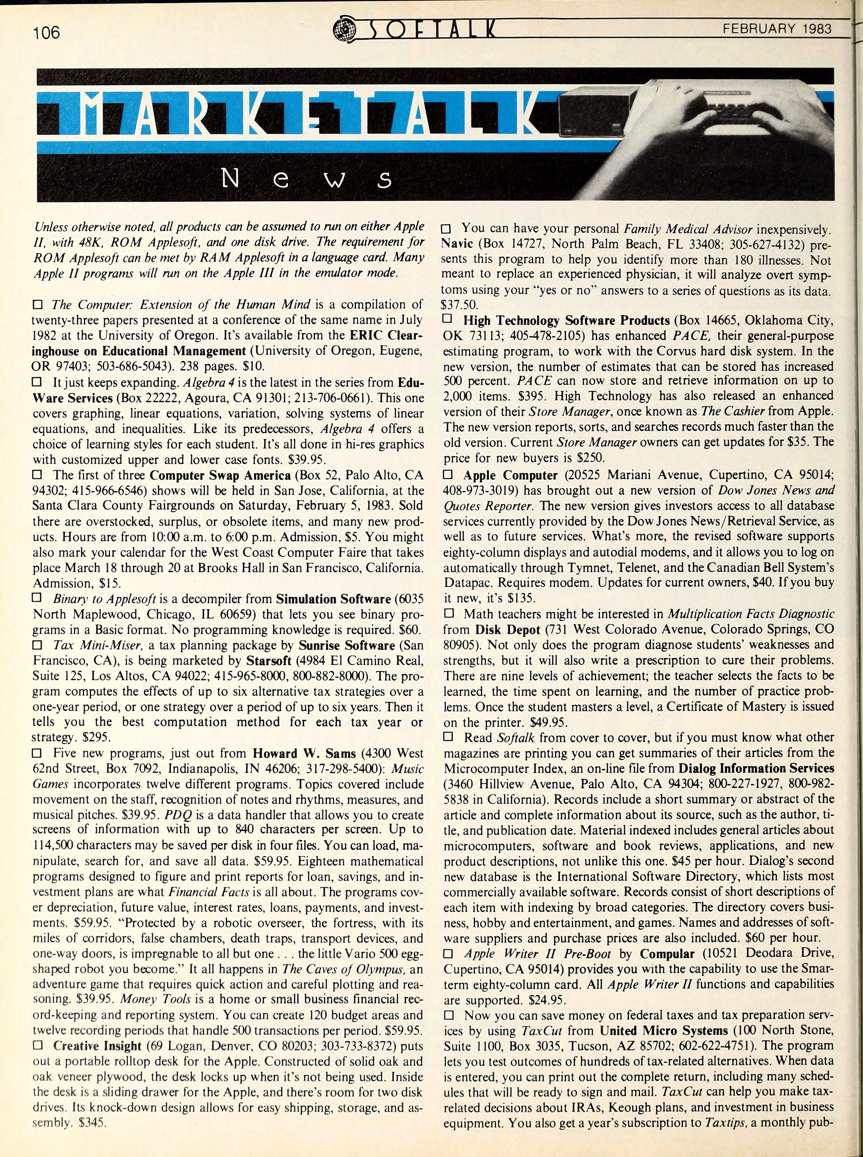 106
SOFTALK
FEBRUARY 1983
MARKETALK
News
Unless otherwise noted, all products can be assumed to run on either Apple
II, with 48K, ROM Applesoft, and one disk drive. The requirement for
ROM Applesoft can be met by RAM Applesoft in a language card. Many
Apple II programs will run on the Apple III in the emulator mode.
☐ The Computer: Extension of the Human Mind is a compilation of
twenty-three papers presented at a conference of the same name in July
1982 at the University of Oregon. It's available from the ERIC Clear-
inghouse on Educational Management (University of Oregon, Eugene,
OR 97403; 503-686-5043). 238 pages. $10.
☐ It just keeps expanding. Algebra 4 is the latest in the series from Edu-
Ware Services (Box 22222, Agoura, CA 91301; 213-706-0661). This one
covers graphing, linear equations, variation, solving systems of linear
equations, and inequalities. Like its predecessors, Algebra 4 offers a
choice of learning styles for each student. It's all done in hi-res graphics
with customized upper and lower case fonts. $39.95.
☐ The first of three Computer Swap America (Box 52, Palo Alto, CA
94302; 415-966-6546) shows will be held in San Jose, California, at the
Santa Clara County Fairgrounds on Saturday, February 5, 1983. Sold
there are overstocked, surplus, or obsolete items, and many new prod-
ucts. Hours are from 10:00 a.m. to 6:00 p.m. Admission, $5. You might
also mark your calendar for the West Coast Computer Faire that takes
place March 18 through 20 at Brooks Hall in San Francisco, California.
Admission, $15.
☐ Binary to Applesoft is a decompiler from Simulation Software (6035
North Maplewood, Chicago, IL 60659) that lets you see binary pro-
grams in a Basic format. No programming knowledge is required. $60.
☐ Tax Mini-Miser, a tax planning package by Sunrise Software (San
Francisco, CA), is being marketed by Starsoft (4984 El Camino Real,
Suite 125, Los Altos, CA 94022; 415-965-8000, 800-882-8000). The pro-
gram computes the effects of up to six alternative tax strategies over a
one-year period, or one strategy over a period of up to six years. Then it
tells you the best computation method for each tax year or
strategy. $295.
☐ Five new programs, just out from Howard W. Sams (4300 West
62nd Street, Box 7092, Indianapolis, IN 46206; 317-298-5400): Music
Games incorporates twelve different programs. Topics covered include
movement on the staff, recognition of notes and rhythms, measures, and
musical pitches. $39.95. PDQ is a data handler that allows you to create
screens of information with up to 840 characters per screen. Up to
114,500 characters may be saved per disk in four files. You can load, ma-
nipulate, search for, and save all data. $59.95. Eighteen mathematical
programs designed to figure and print reports for loan, savings, and in-
vestment plans are what Financial Facts is all about. The programs cov-
er depreciation, future value, interest rates, loans, payments, and invest-
ments. $59.95. "Protected by a robotic overseer, the fortress, with its
miles of corridors, false chambers, death traps, transport devices, and
one-way doors, is impregnable to all but one . . . the little Vario 500 egg-
shaped robot you become." It all happens in The Caves of Olympus, an
adventure game that requires quick action and careful plotting and rea-
soning. $39.95. Money Tools is a home or small business financial rec-
ord-keeping and reporting system. You can create 120 budget areas and
twelve recording periods that handle 500 transactions per period. $59.95.
☐ Creative Insight (69 Logan, Denver, CO 80203; 303-733-8372) puts
out a portable rolltop desk for the Apple. Constructed of solid oak and
oak veneer plywood, the desk locks up when it's not being used. Inside
the desk is a sliding drawer for the Apple, and there's room for two disk
drives. Its knock-down design allows for easy shipping, storage, and as-
sembly. $345.
☐ You can have your personal Family Medical Advisor inexpensively.
Navic (Box 14727, North Palm Beach, FL 33408; 305-627-4132) pre-
sents this program to help you identify more than 180 illnesses. Not
meant to replace an experienced physician, it will analyze overt symp-
toms using your "yes or no" answers to a series of questions as its data.
$37.50.
☐ High Technology Software Products (Box 14665, Oklahoma City,
OK 73113; 405-478-2105) has enhanced PACE, their general-purpose
estimating program, to work with the Corvus hard disk system. In the
new version, the number of estimates that can be stored has increased
500 percent. PACE can now store and retrieve information on up to
2,000 items. $395. High Technology has also released an enhanced
version of their Store Manager, once known as The Cashier from Apple.
The new version reports, sorts, and searches records much faster than the
old version. Current Store Manager owners can get updates for $35. The
price for new buyers is $250.
☐ Apple Computer (20525 Mariani Avenue, Cupertino, CA 95014;
408-973-3019) has brought out a new version of Dow Jones News and
Quotes Reporter. The new version gives investors access to all database
services currently provided by the Dow Jones News/Retrieval Service, as
well as to future services. What's more, the revised software supports
eighty-column displays and autodial modems, and it allows you to log on
automatically through Tymnet, Telenet, and the Canadian Bell System's
Datapac. Requires modem. Updates for current owners, $40. If you buy
it new, it's $135.
☐ Math teachers might be interested in Multiplication Facts Diagnostic
from Disk Depot (731 West Colorado Avenue, Colorado Springs, CO
80905). Not only does the program diagnose students' weaknesses and
strengths, but it will also write a prescription to cure their problems.
There are nine levels of achievement; the teacher selects the facts to be
learned, the time spent on learning, and the number of practice prob-
lems. Once the student masters a level, a Certificate of Mastery is issued
on the printer. $49.95.
☐ Read Softalk from cover to cover, but if you must know what other
magazines are printing you can get summaries of their articles from the
Microcomputer Index, an on-line file from Dialog Information Services
(3460 Hillview Avenue, Palo Alto, CA 94304; 800-227-1927, 800-982-
5838 in California). Records include a short summary or abstract of the
article and complete information about its source, such as the author, ti-
tle, and publication date. Material indexed includes general articles about
microcomputers, software and book reviews, applications, and new
product descriptions, not unlike this one. $45 per hour. Dialog's second
new database is the International Software Directory, which lists most
commercially available software. Records consist of short descriptions of
each item with indexing by broad categories. The directory covers busi-
ness, hobby and entertainment, and games. Names and addresses of soft-
ware suppliers and purchase prices are also included. $60 per hour.
☐ Apple Writer II Pre-Boot by Compular (10521 Deodara Drive,
Cupertino, CA 95014) provides you with the capability to use the Smar-
term eighty-column card. All Apple Writer II functions and capabilities
are supported. $24.95.
☐ Now you can save money on federal taxes and tax preparation serv-
ices by using TaxCut from United Micro Systems (100 North Stone,
Suite 1100, Box 3035, Tucson, AZ 85702; 602-622-4751). The program
lets you test outcomes of hundreds of tax-related alternatives. When data
is entered, you can print out the complete return, including many sched-
ules that will be ready to sign and mail. TaxCut can help you make tax-
related decisions about IRAs, Keough plans, and investment in business
equipment. You also get a year's subscription to Taxtips, a monthly pub-